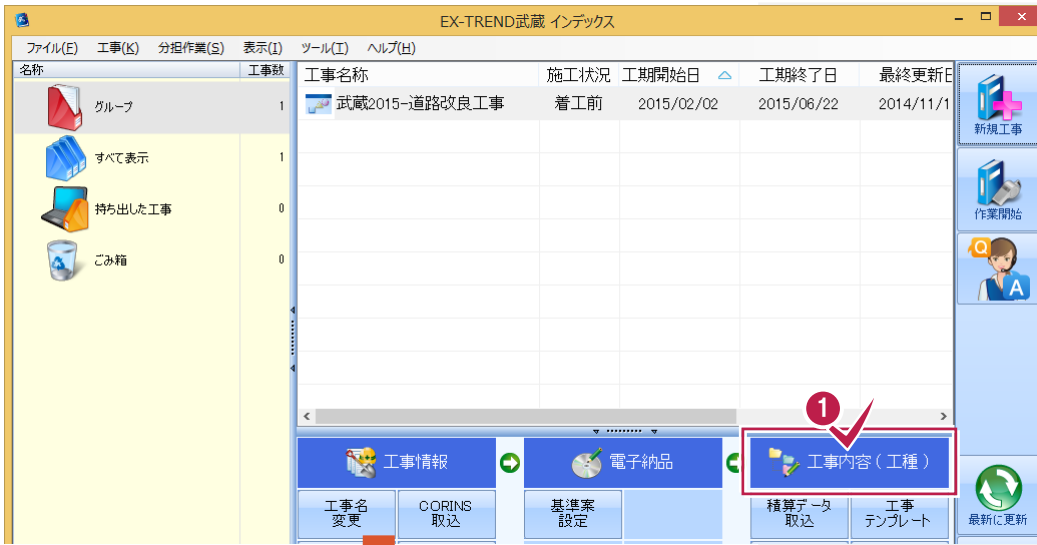 EX-TREND武蔵 インデックス
ファイル(F) 工事(K) 分担作業(S) 表示(I) ツール(T) ヘルプ(H)
名称 工事数
グループ 1
すべて表示 1
持ち出した工事 0
ごみ箱 0
工事名称 施工状況 工期開始日 工期終了日 最終更新日
武蔵2015-道路改良工事 着工前 2015/02/02 2015/06/22 2014/11/1
新規工事
作業開始
Q
A
1
工事情報 電子納品 工事内容(工種)
工事名
変更
CORINS
取込
基準案
設定
積算データ
取込
工事
テンプレート
最新に更新